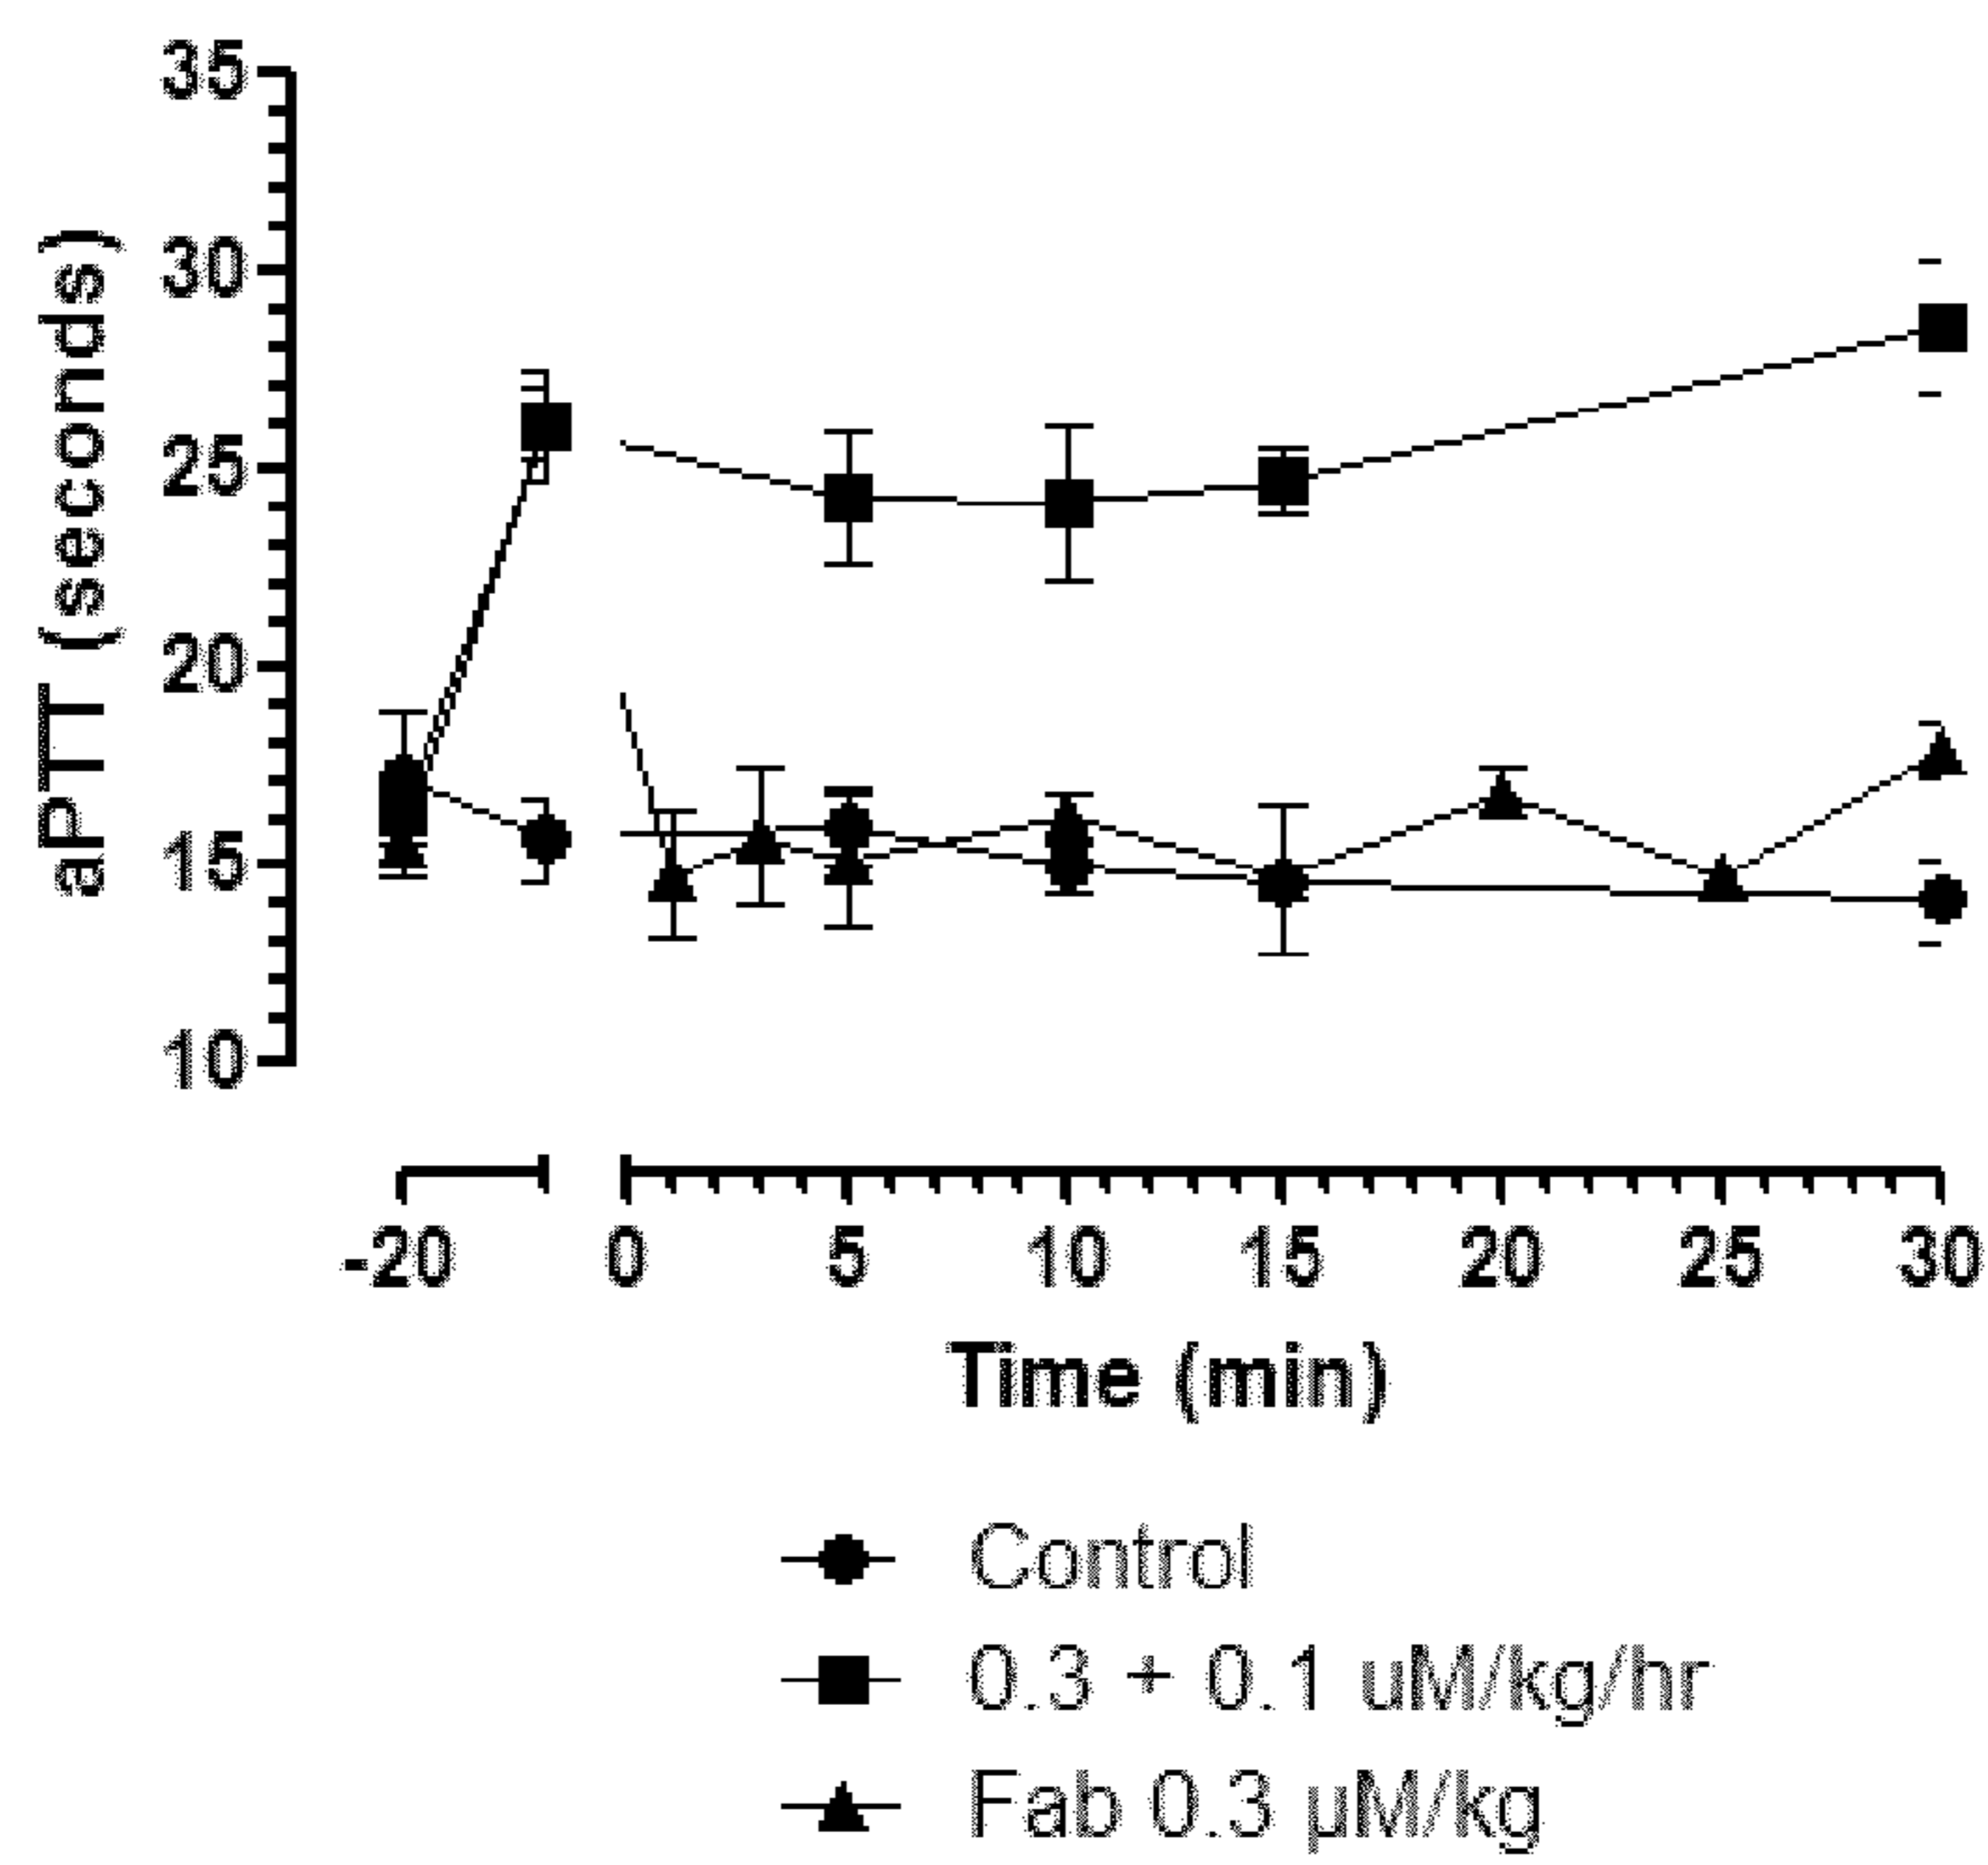 35
30
25
20
15
10
aPTT (seconds)
-20 0 5 10 15 20 25 30
Time (min)
Control
0.3 + 0.1 uM/kg/hr
Fab 0.3 µM/kg